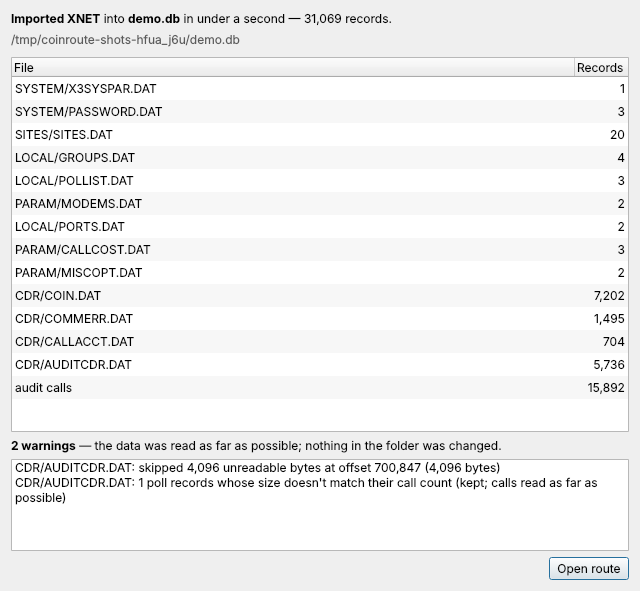 Imported XNET into demo.db in under a second — 31,069 records.
/tmp/coinroute-shots-hfua_j6u/demo.db
File Records
SYSTEM/X3SYSPAR.DAT 1
SYSTEM/PASSWORD.DAT 3
SITES/SITES.DAT 20
LOCAL/GROUPS.DAT 4
LOCAL/POLLIST.DAT 3
PARAM/MODEMS.DAT 2
LOCAL/PORTS.DAT 2
PARAM/CALLCOST.DAT 3
PARAM/MISCOPT.DAT 2
CDR/COIN.DAT 7,202
CDR/COMMERR.DAT 1,495
CDR/CALLACCT.DAT 704
CDR/AUDITCDR.DAT 5,736
audit calls 15,892
2 warnings — the data was read as far as possible; nothing in the folder was changed.
CDR/AUDITCDR.DAT: skipped 4,096 unreadable bytes at offset 700,847 (4,096 bytes)
CDR/AUDITCDR.DAT: 1 poll records whose size doesn't match their call count (kept; calls read as far as
possible)
Open route